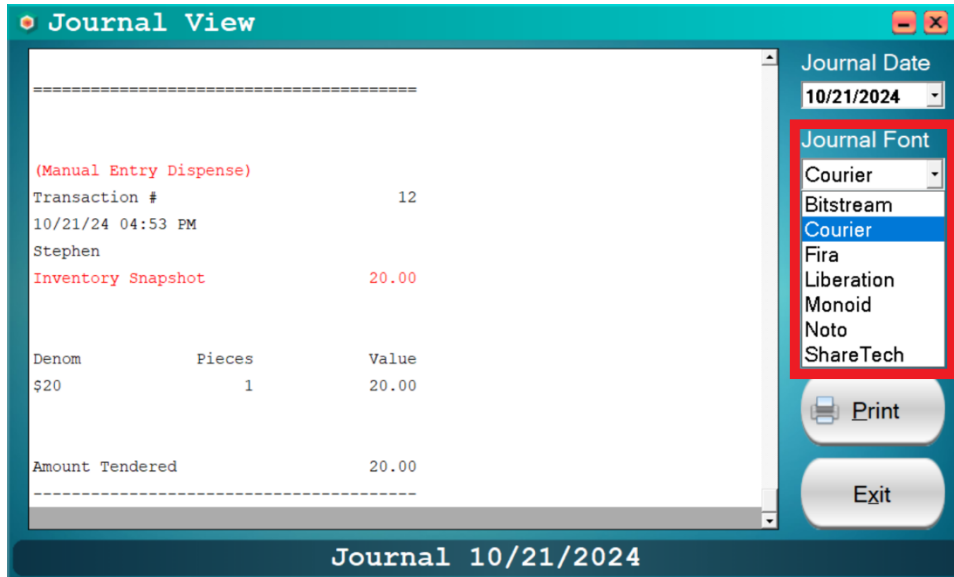 Journal View
========================================
(Manual Entry Dispense)
Transaction # 12
10/21/24 04:53 PM
Stephen
Inventory Snapshot 20.00
Denom Pieces Value
$20 1 20.00
Amount Tendered 20.00
----------------------------------------
Journal Date
10/21/2024
Journal Font
Courier
Bitstream
Courier
Fira
Liberation
Monoid
Noto
ShareTech
Print
Exit
Journal 10/21/2024